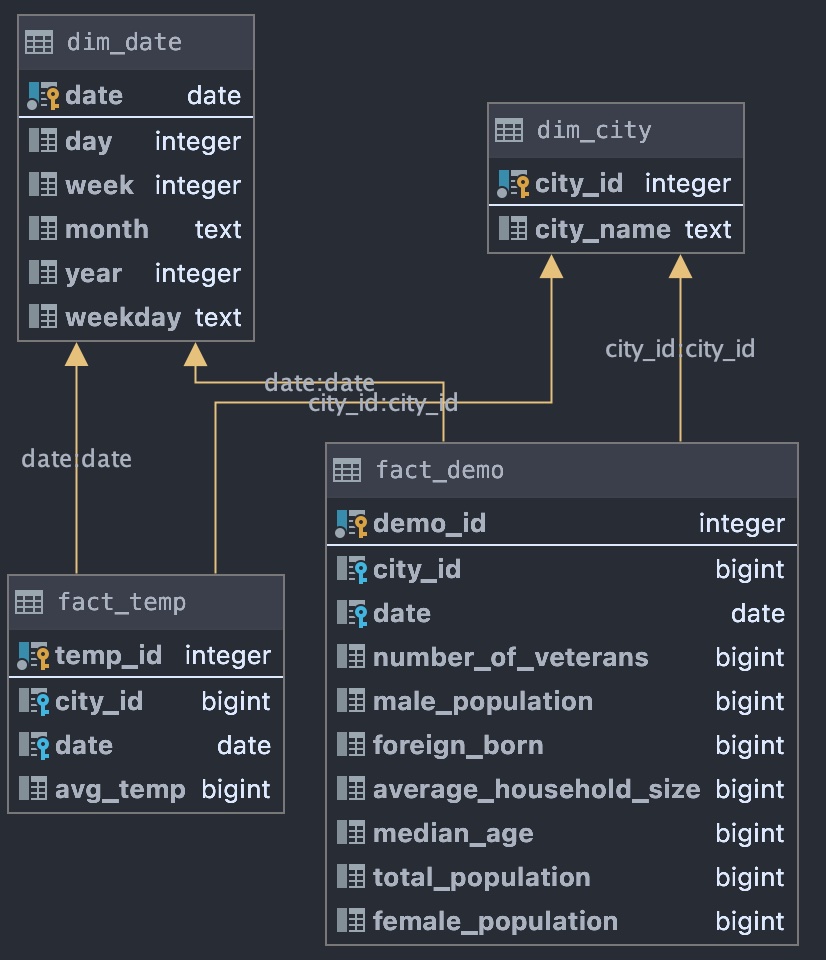 dim_date
date date
day integer
week integer
month text
year integer
weekday text
dim_city
city_id integer
city_name text
city_id:city_id
date:date
city_id:city_id
date:date
fact_demo
demo_id integer
city_id bigint
date date
number_of_veterans bigint
male_population bigint
foreign_born bigint
average_household_size bigint
median_age bigint
total_population bigint
female_population bigint
fact_temp
temp_id integer
city_id bigint
date date
avg_temp bigint